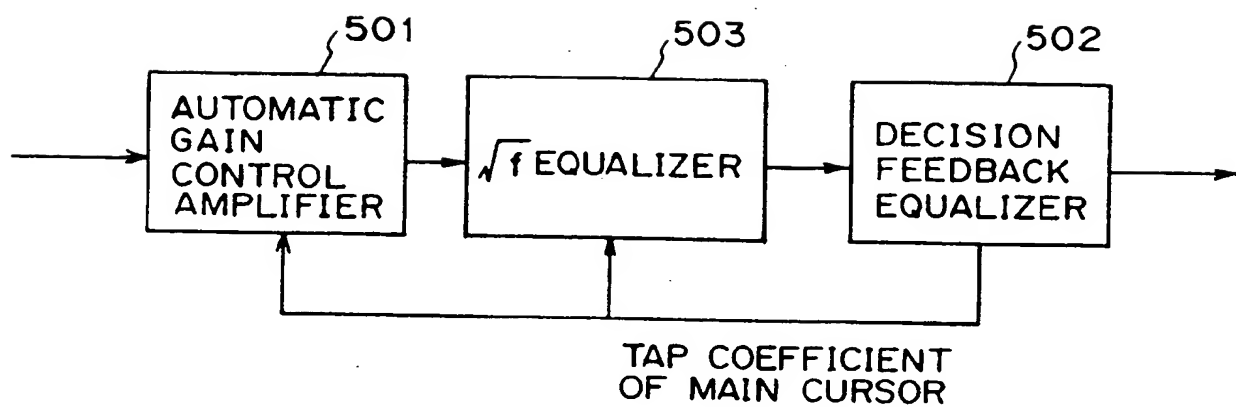 501
503
502
AUTOMATIC
GAIN
CONTROL
AMPLIFIER
√f EQUALIZER
DECISION
FEEDBACK
EQUALIZER
TAP COEFFICIENT
OF MAIN CURSOR